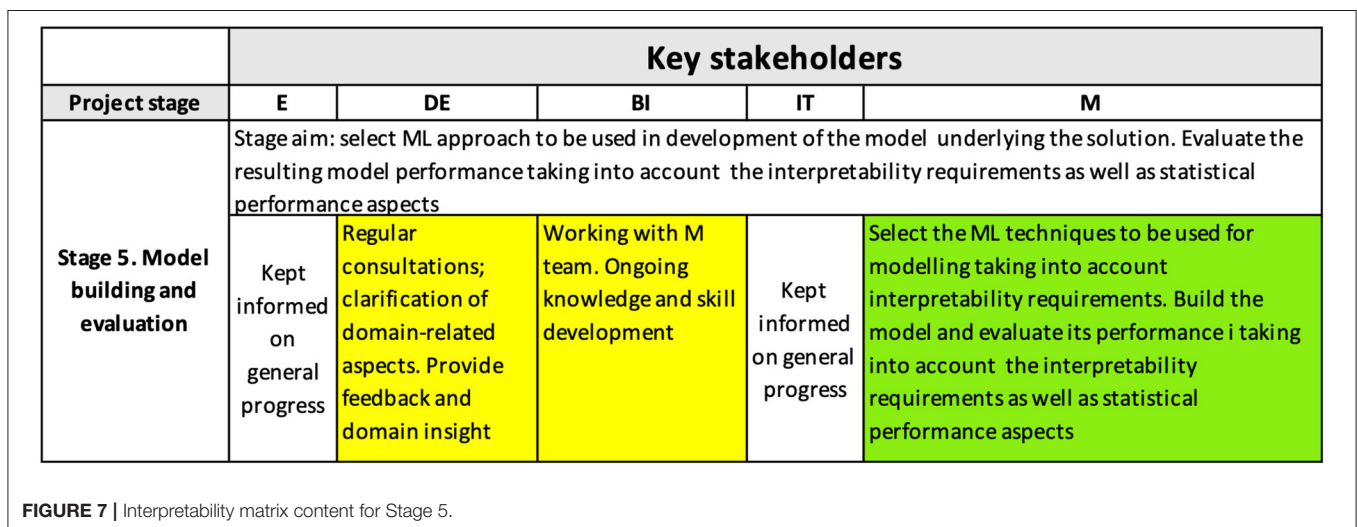 Key stakeholders
Project stage E DE BI IT M
Stage 5. Model
building and
evaluation
Stage aim: select ML approach to be used in development of the model underlying the solution. Evaluate the
resulting model performance taking into account the interpretability requirements as well as statistical
performance aspects
Kept
informed
on
general
progress
Regular
consultations;
clarification of
domain-related
aspects. Provide
feedback and
domain insight
Working with M
team. Ongoing
knowledge and skill
development
Kept
informed
on general
progress
Select the ML techniques to be used for
modelling taking into account
interpretability requirements. Build the
model and evaluate its performance i taking
into account the interpretability
requirements as well as statistical
performance aspects
FIGURE 7 | Interpretability matrix content for Stage 5.